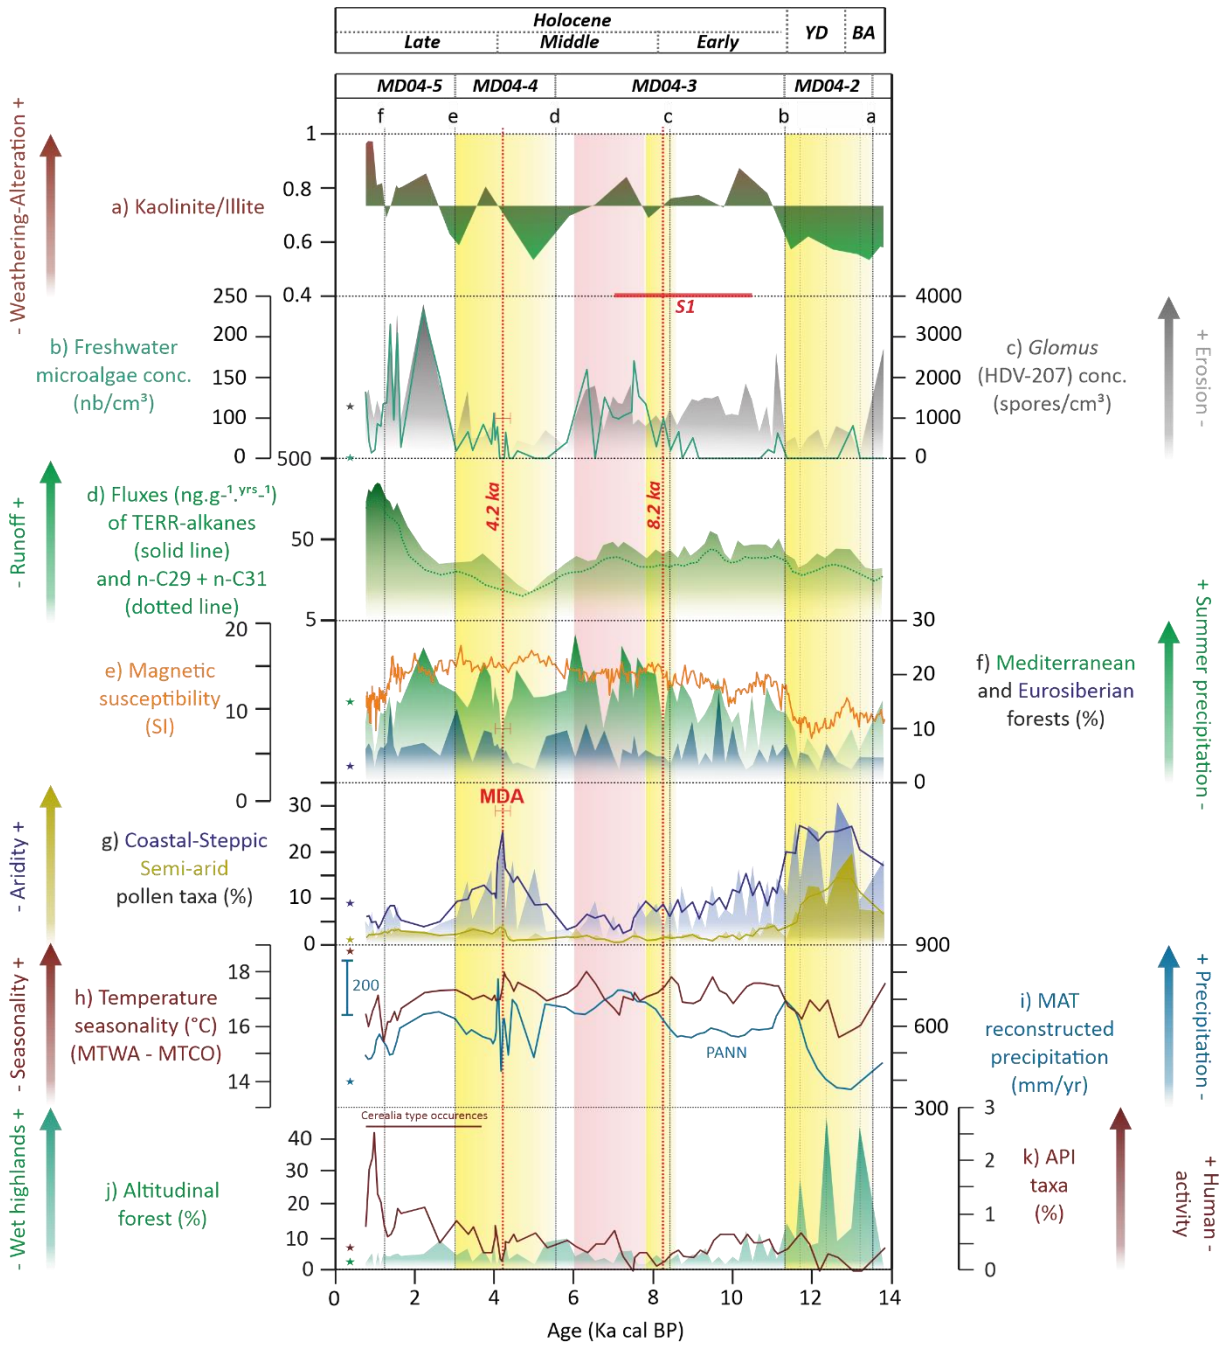 Holocene
YD
BA
Late
Middle
Early
MD04-5
MD04-4
MD04-3
MD04-2
f
e
d
c
b
a
- Weathering-Alteration +
a) Kaolinite/Illite
1
0.8
0.6
0.4
S1
b) Freshwater
microalgae conc.
(nb/cm³)
250
200
150
100
0
4000
3000
2000
1000
0
c) Glomus
(HDV-207) conc.
(spores/cm³)
+ Erosion -
- Runoff +
d) Fluxes (ng.g-¹.ʸʳˢ-¹)
of TERR-alkanes
(solid line)
and n-C29 + n-C31
(dotted line)
500
50
5
4.2 ka
8.2 ka
e) Magnetic
susceptibility
(SI)
20
10
0
30
20
10
0
f) Mediterranean
and Eurosiberian
forests (%)
+ Summer precipitation -
- Aridity +
g) Coastal-Steppic
Semi-arid
pollen taxa (%)
30
20
10
0
MDA
- Seasonality +
h) Temperature
seasonality (°C)
(MTWA - MTCO)
18
16
14
200
PANN
900
600
300
i) MAT
reconstructed
precipitation
(mm/yr)
+ Precipitation -
- Wet highlands +
j) Altitudinal
forest (%)
40
30
20
10
0
Cerealia type occurences
3
2
1
0
k) API
taxa
(%)
+ Human -
activity
0
2
4
6
8
10
12
14
Age (Ka cal BP)